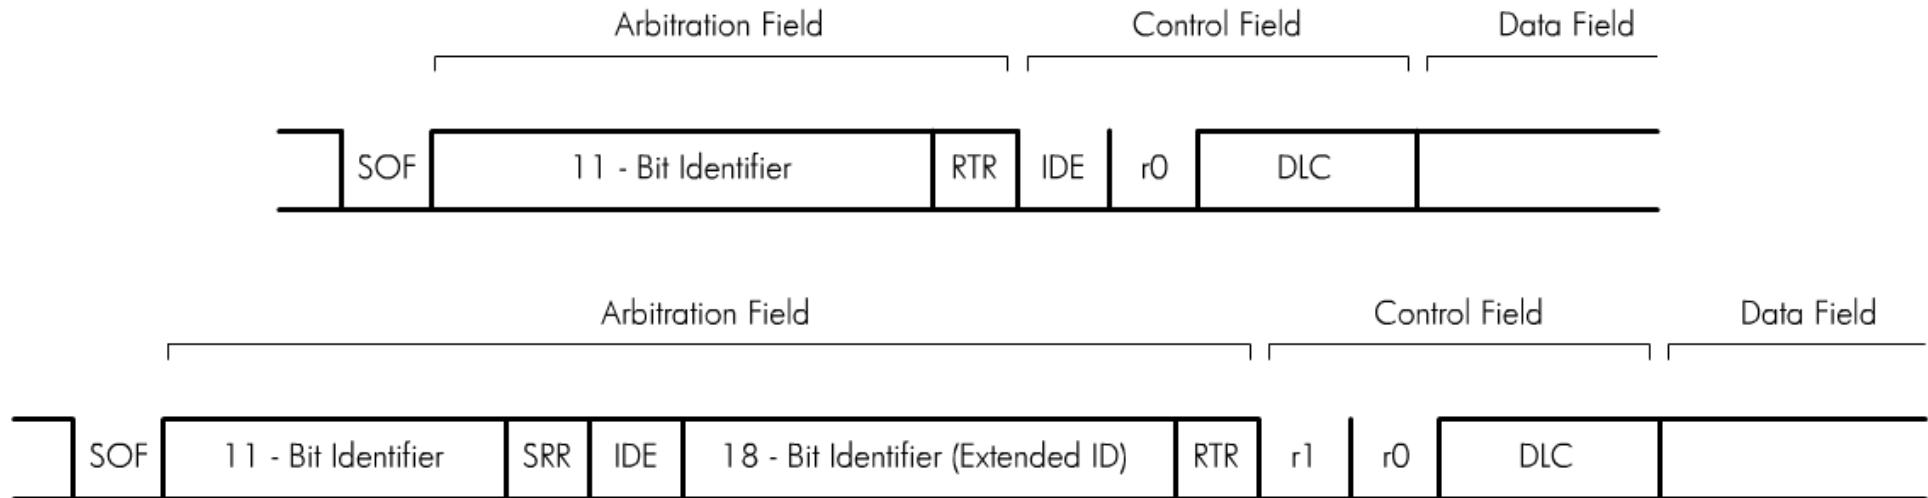 Arbitration Field Control Field Data Field
SOF 11 - Bit Identifier RTR IDE r0 DLC
Arbitration Field Control Field Data Field
SOF 11 - Bit Identifier SRR IDE 18 - Bit Identifier (Extended ID) RTR r1 r0 DLC